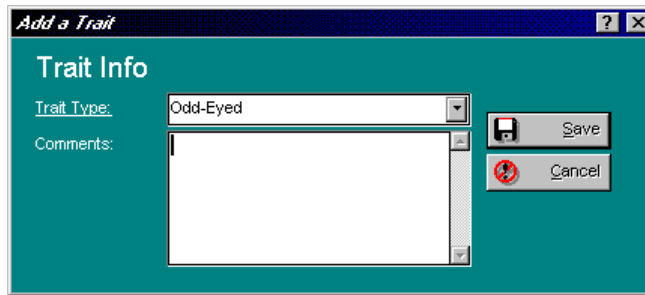 Add a Trait
Trait Info
Trait Type:
Odd-Eyed
Comments:
Save
Cancel